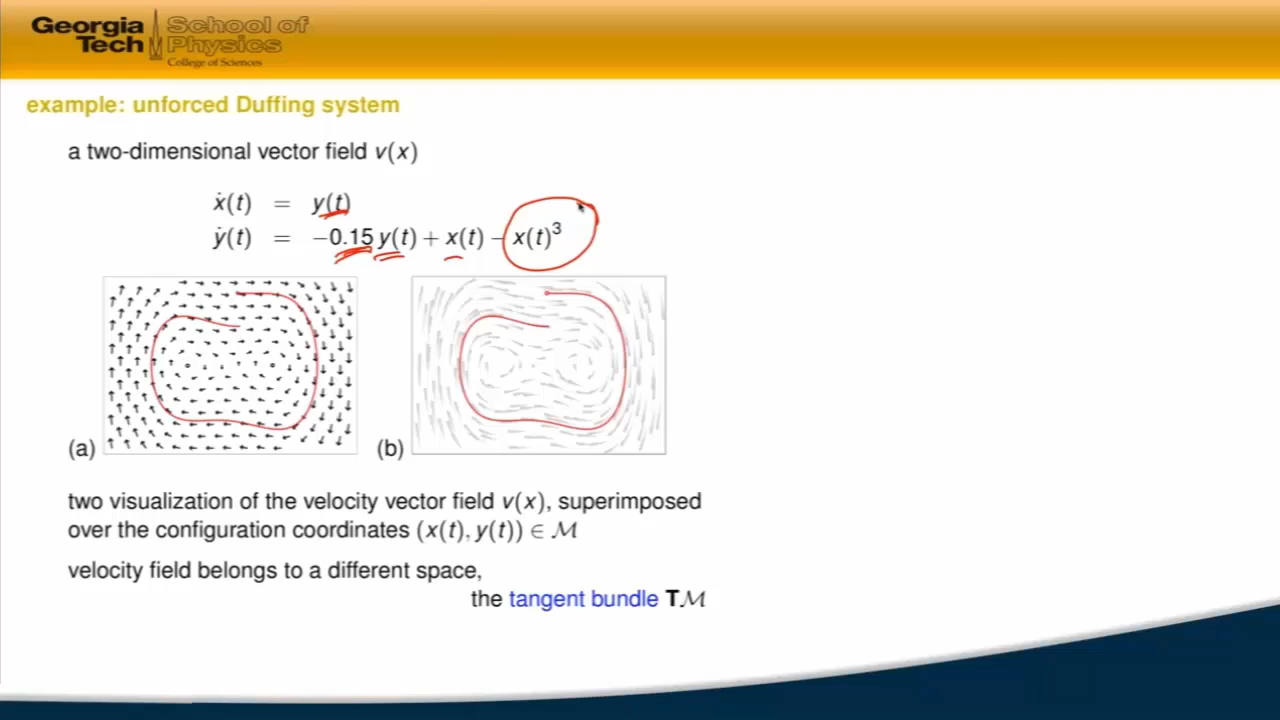 Georgia Tech
School of Physics
College of Sciences
example: unforced Duffing system
a two-dimensional vector field v(x)
ẋ(t) = y(t)
ẏ(t) = −0.15 y(t) + x(t) − x(t)³
(a)
(b)
two visualization of the velocity vector field v(x), superimposed
over the configuration coordinates (x(t), y(t)) ∈ ℳ
velocity field belongs to a different space,
the tangent bundle Tℳ